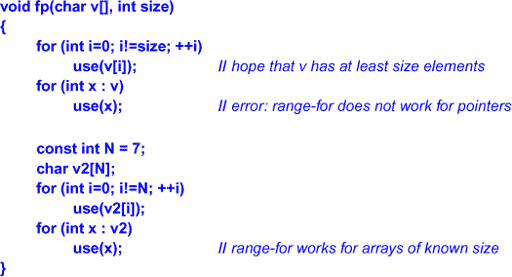 void fp(char v[], int size)
{
for (int i=0; i!=size; ++i)
use(v[i]); // hope that v has at least size elements
for (int x : v)
use(x); // error: range-for does not work for pointers
const int N = 7;
char v2[N];
for (int i=0; i!=N; ++i)
use(v2[i]);
for (int x : v2)
use(x); // range-for works for arrays of known size
}